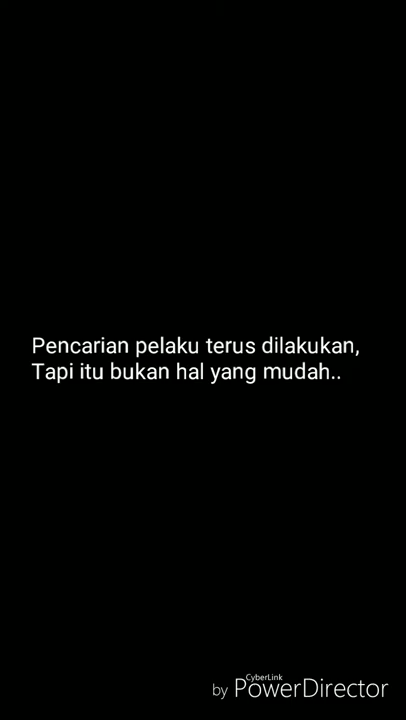 Pencarian pelaku terus dilakukan,
Tapi itu bukan hal yang mudah..
CyberLink
by PowerDirector